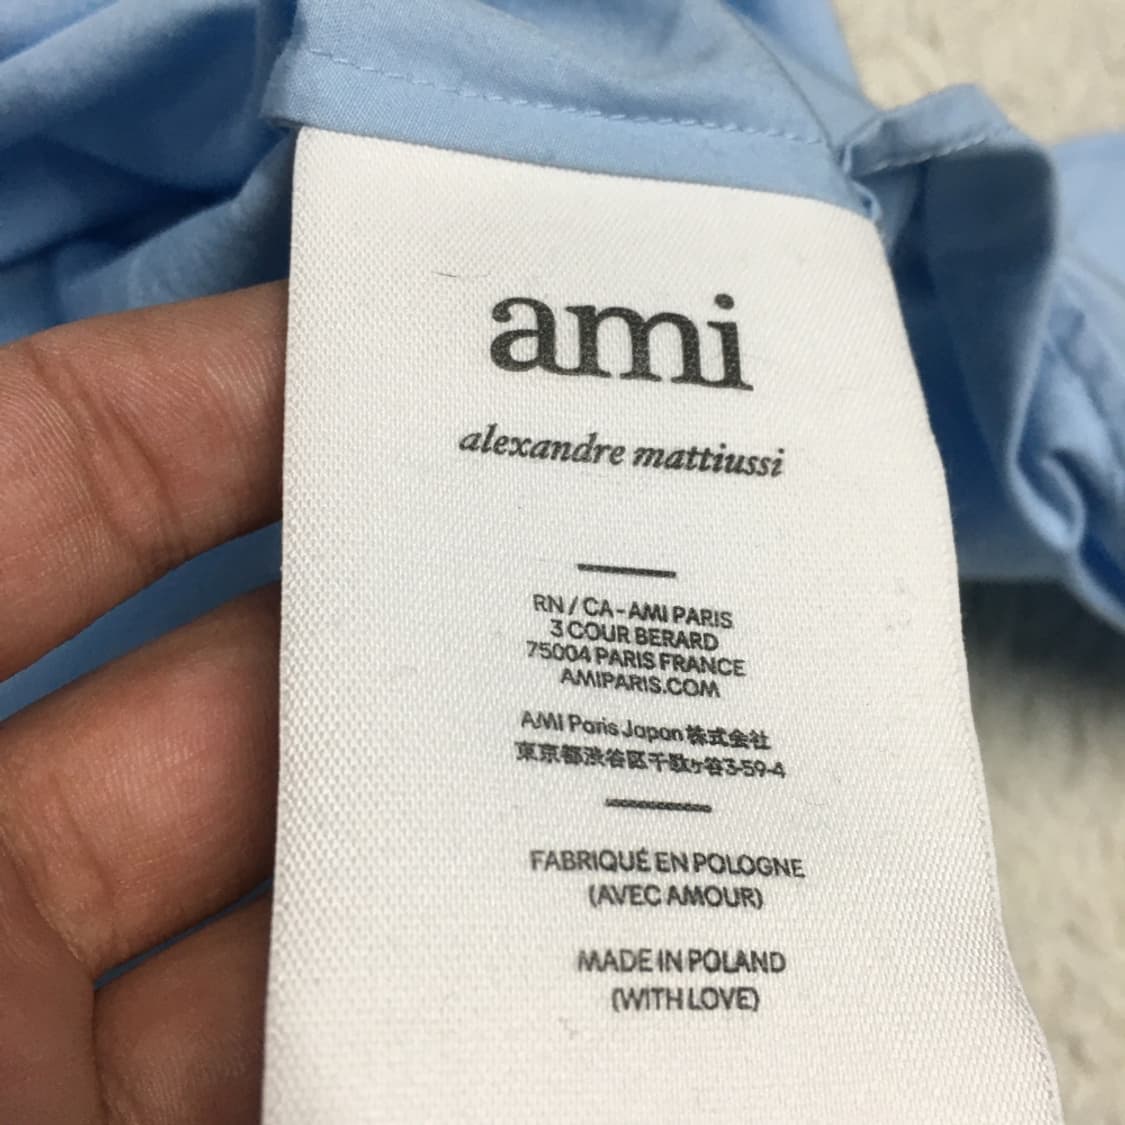 ami
alexandre mattiussi
RN / CA - AMI PARIS
3 COUR BERARD
75004 PARIS FRANCE
AMIPARIS.COM
AMI Paris Japan 株式会社
東京都渋谷区千駄ヶ谷3-59-4
FABRIQUÉ EN POLOGNE
(AVEC AMOUR)
MADE IN POLAND
(WITH LOVE)